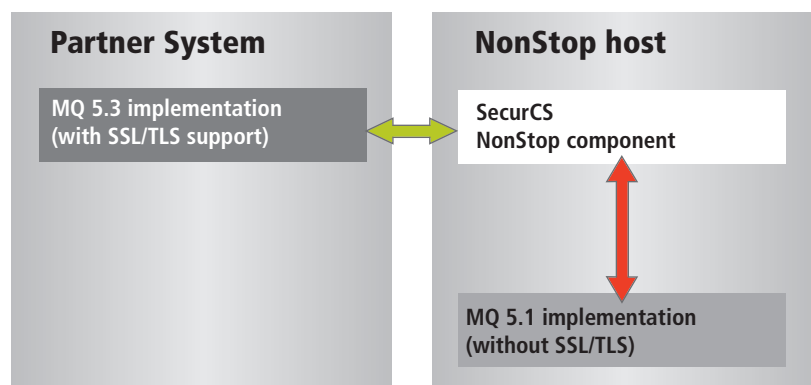 Partner System
MQ 5.3 implementation
(with SSL/TLS support)
NonStop host
SecurCS
NonStop component
MQ 5.1 implementation
(without SSL/TLS)